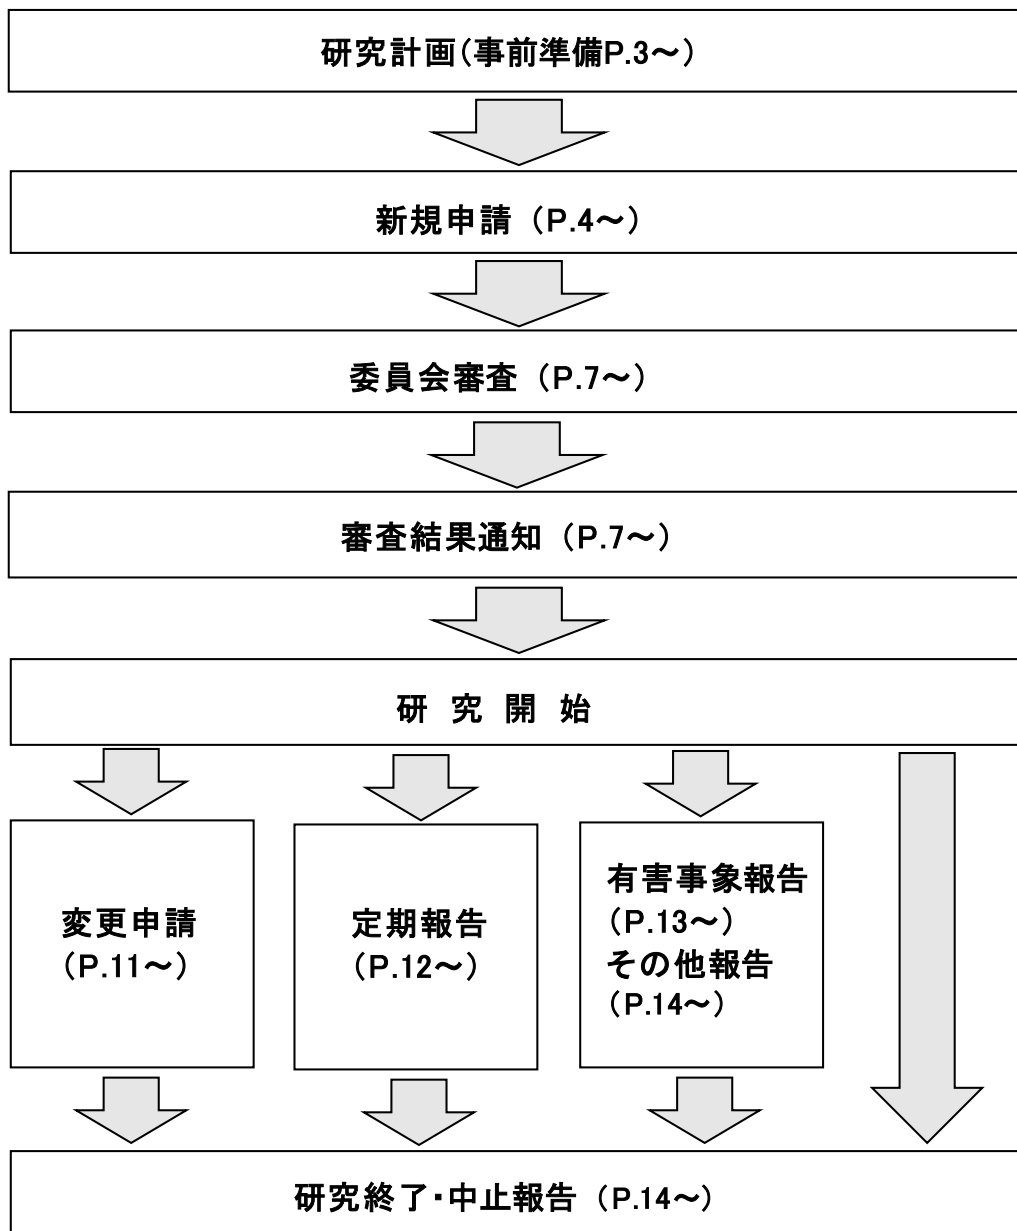 研究計画(事前準備P.3～)
新規申請（P.4～）
委員会審査（P.7～）
審査結果通知（P.7～）
研 究 開 始
変更申請
（P.11～）
定期報告
（P.12～）
有害事象報告
（P.13～）
その他報告
（P.14～）
研究終了・中止報告（P.14～）